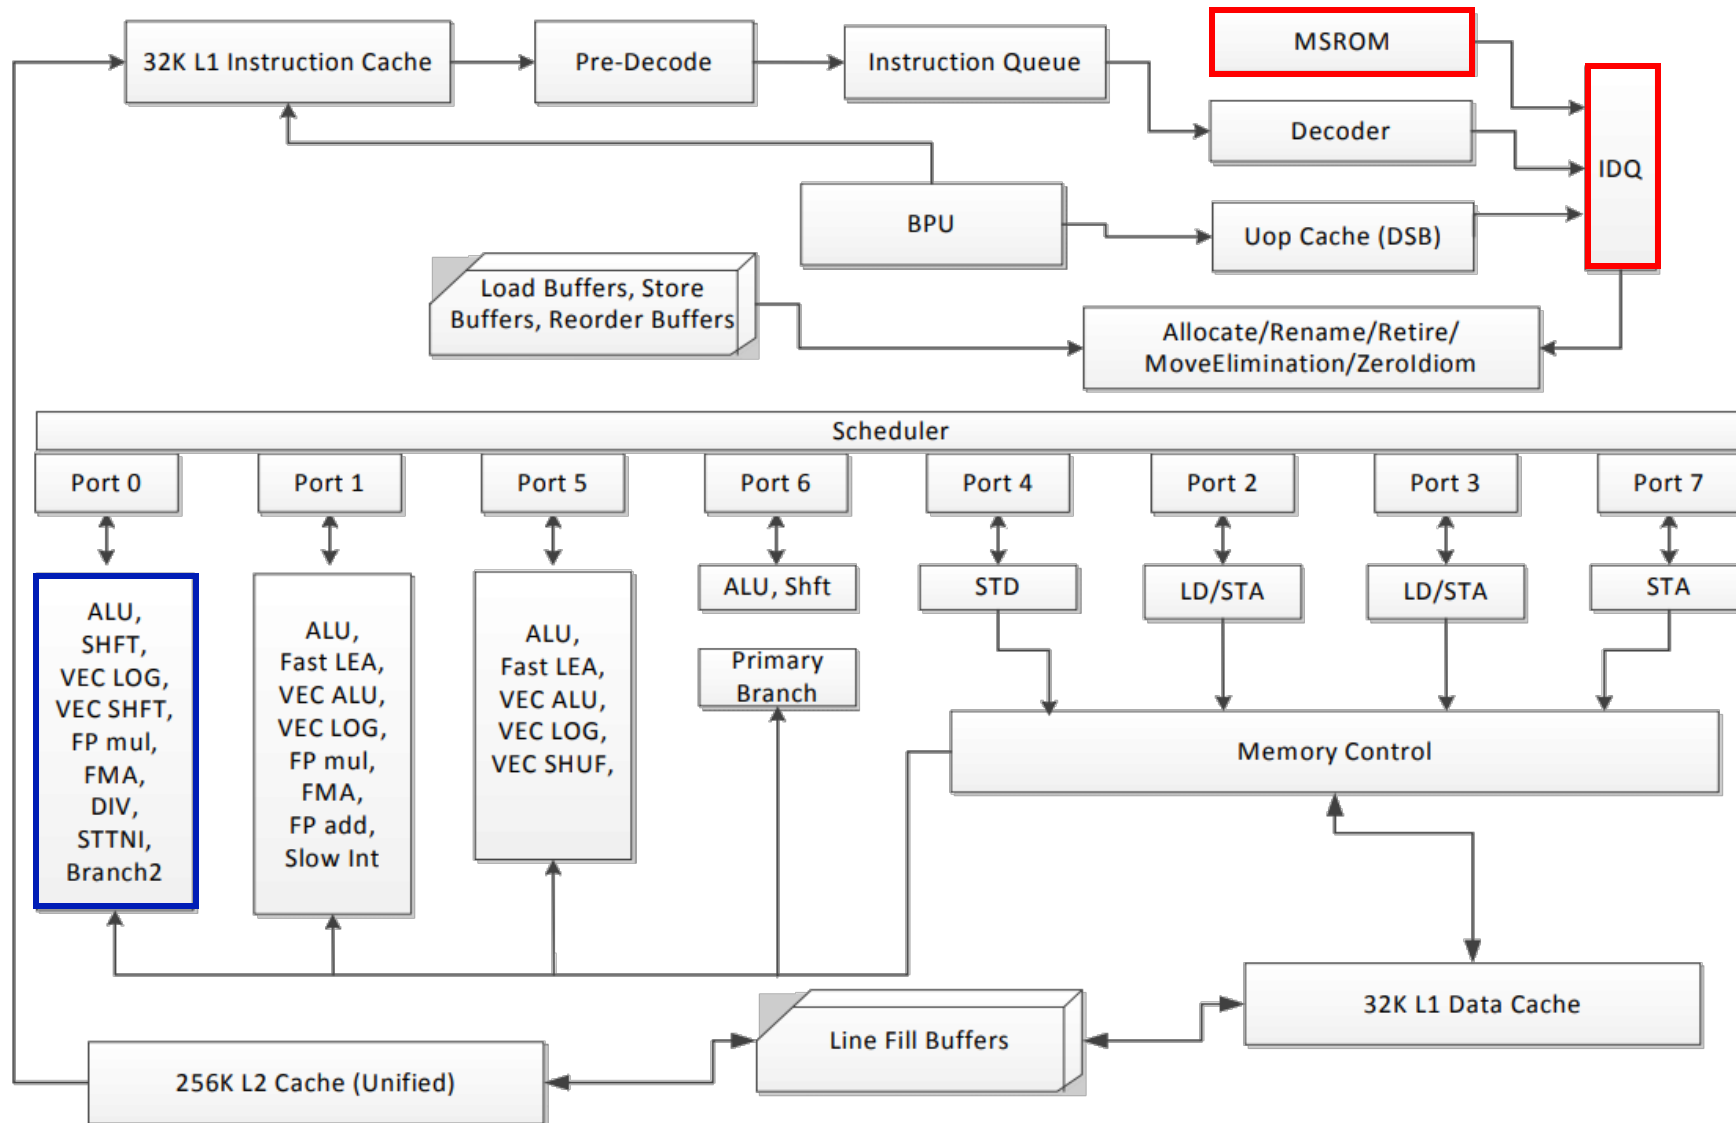 32K L1 Instruction Cache
Pre-Decode
Instruction Queue
MSROM
Decoder
IDQ
BPU
Uop Cache (DSB)
Load Buffers, Store
Buffers, Reorder Buffers
Allocate/Rename/Retire/
MoveElimination/ZeroIdiom
Scheduler
Port 0
Port 1
Port 5
Port 6
Port 4
Port 2
Port 3
Port 7
ALU,
SHFT,
VEC LOG,
VEC SHFT,
FP mul,
FMA,
DIV,
STTNI,
Branch2
ALU,
Fast LEA,
VEC ALU,
VEC LOG,
FP mul,
FMA,
FP add,
Slow Int
ALU,
Fast LEA,
VEC ALU,
VEC LOG,
VEC SHUF,
ALU, Shft
Primary
Branch
STD
LD/STA
LD/STA
STA
Memory Control
32K L1 Data Cache
Line Fill Buffers
256K L2 Cache (Unified)